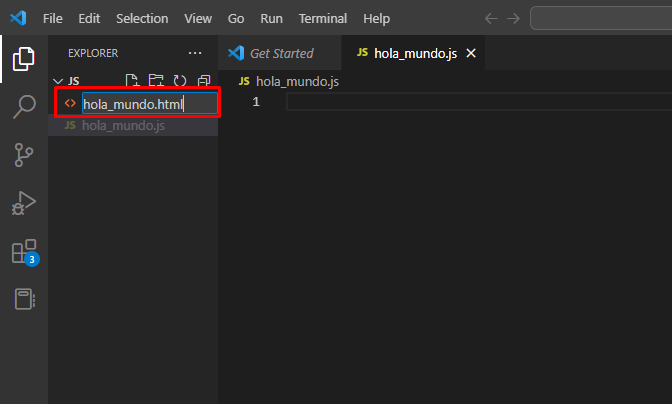 File Edit Selection View Go Run Terminal Help
EXPLORER
Get Started
JS hola_mundo.js
JS
JS hola_mundo.js
hola_mundo.html
1
hola_mundo.js
3